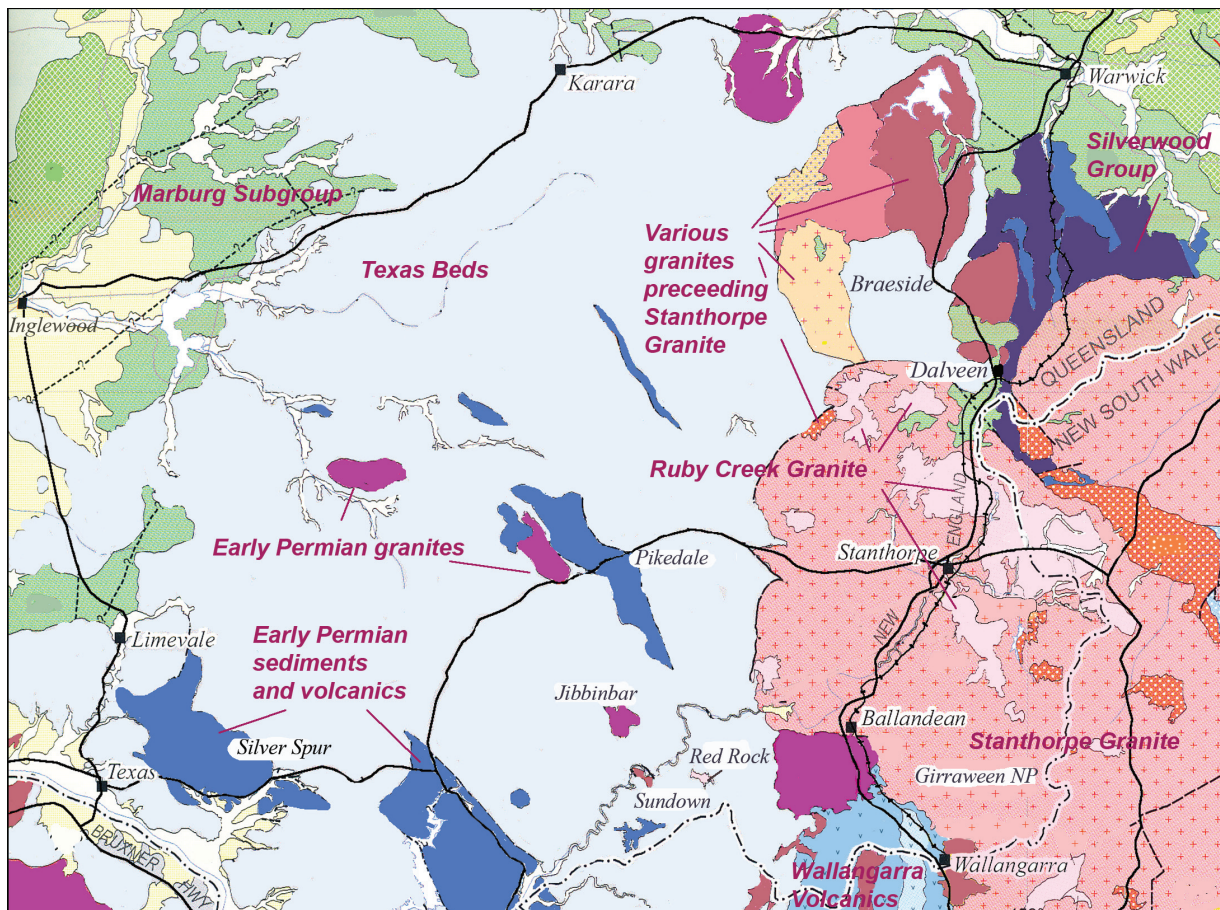 Karara
Warwick
Silverwood
Group
Marburg Subgroup
Various
granites
preceeding
Stanthorpe
Granite
Texas Beds
Braeside
Inglewood
QUEENSLAND
NEW SOUTH WALES
Dalveen
Ruby Creek Granite
Early Permian granites
Pikedale
Stanthorpe
NEW
ENGLAND
Limevale
Early Permian
sediments
and volcanics
Jibbinbar
Ballandean
Stanthorpe Granite
Silver Spur
Red Rock
Texas
Girraween NP
Sundown
BRUXNER
HWY
Wallangarra
Wallangarra
Volcanics